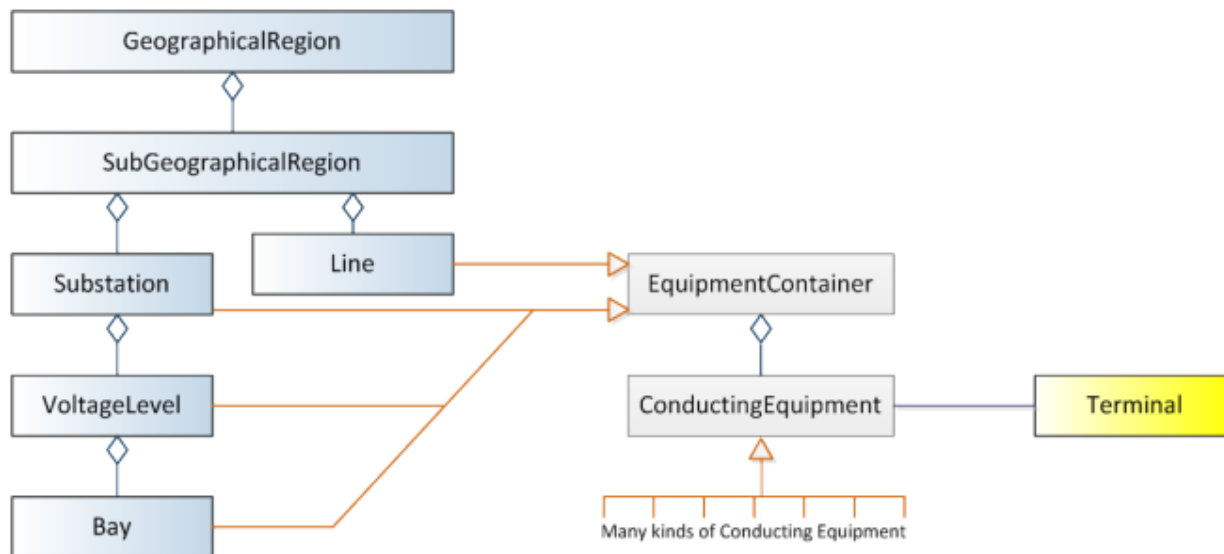 GeographicalRegion
SubGeographicalRegion
Line
Substation
EquipmentContainer
VoltageLevel
ConductingEquipment
Terminal
Bay
Many kinds of Conducting Equipment